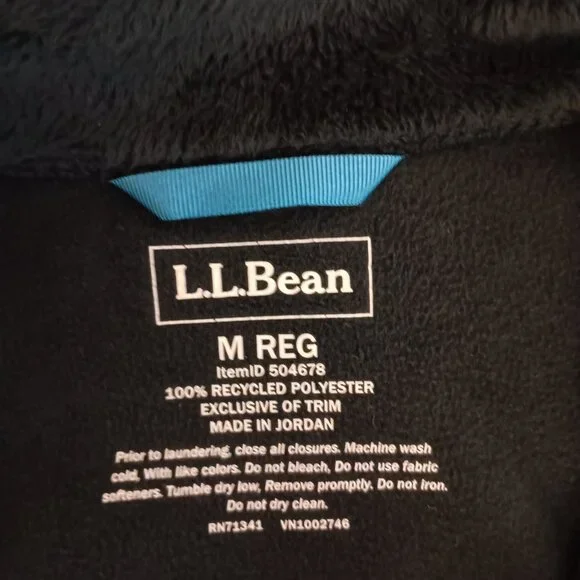 L.L.Bean
M REG
ItemID 504678
100% RECYCLED POLYESTER
EXCLUSIVE OF TRIM
MADE IN JORDAN
Prior to laundering, close all closures. Machine wash
cold, With like colors. Do not bleach, Do not use fabric
softeners. Tumble dry low, Remove promptly. Do not Iron.
Do not dry clean.
RN71341 VN1002746